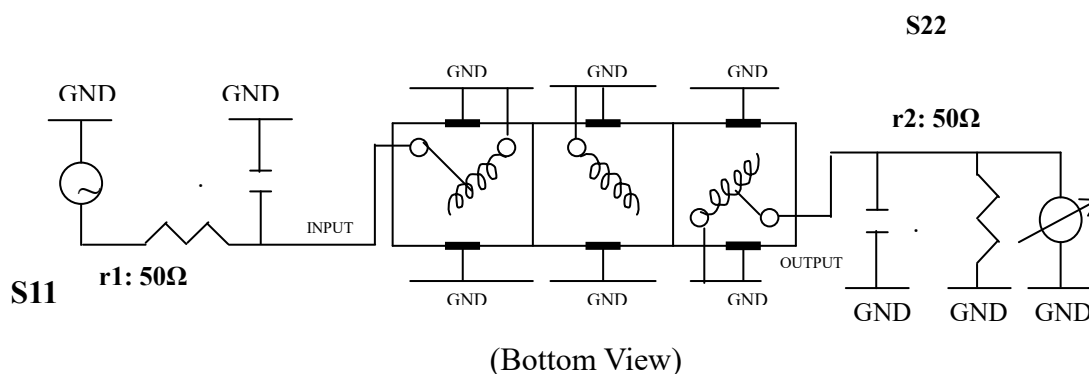 S22
GND GND GND
GND GND r2: 50Ω
INPUT
r1: 50Ω OUTPUT
S11 GND GND GND GND GND GND
(Bottom View)